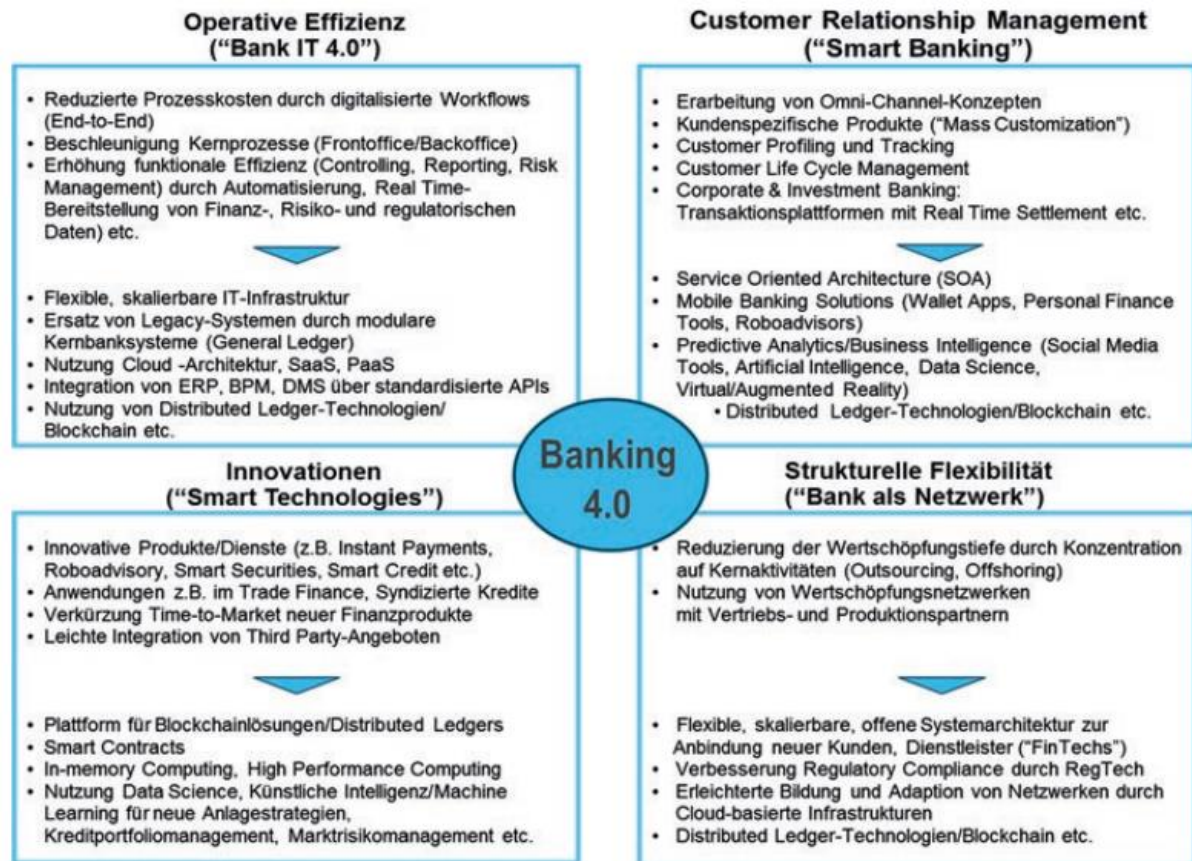 Operative Effizienz
("Bank IT 4.0")
• Reduzierte Prozesskosten durch digitalisierte Workflows
(End-to-End)
• Beschleunigung Kernprozesse (Frontoffice/Backoffice)
• Erhöhung funktionale Effizienz (Controlling, Reporting, Risk
Management) durch Automatisierung, Real Time-
Bereitstellung von Finanz-, Risiko- und regulatorischen
Daten) etc.
• Flexible, skalierbare IT-Infrastruktur
• Ersatz von Legacy-Systemen durch modulare
Kernbanksysteme (General Ledger)
• Nutzung Cloud -Architektur, SaaS, PaaS
• Integration von ERP, BPM, DMS über standardisierte APIs
• Nutzung von Distributed Ledger-Technologien/
Blockchain etc.
Customer Relationship Management
("Smart Banking")
• Erarbeitung von Omni-Channel-Konzepten
• Kundenspezifische Produkte ("Mass Customization")
• Customer Profiling und Tracking
• Customer Life Cycle Management
• Corporate & Investment Banking:
Transaktionsplattformen mit Real Time Settlement etc.
• Service Oriented Architecture (SOA)
• Mobile Banking Solutions (Wallet Apps, Personal Finance
Tools, Roboadvisors)
• Predictive Analytics/Business Intelligence (Social Media
Tools, Artificial Intelligence, Data Science,
Virtual/Augmented Reality)
• Distributed Ledger-Technologien/Blockchain etc.
Banking
4.0
Innovationen
("Smart Technologies")
• Innovative Produkte/Dienste (z.B. Instant Payments,
Roboadvisory, Smart Securities, Smart Credit etc.)
• Anwendungen z.B. im Trade Finance, Syndizierte Kredite
• Verkürzung Time-to-Market neuer Finanzprodukte
• Leichte Integration von Third Party-Angeboten
• Plattform für Blockchainlösungen/Distributed Ledgers
• Smart Contracts
• In-memory Computing, High Performance Computing
• Nutzung Data Science, Künstliche Intelligenz/Machine
Learning für neue Anlagestrategien,
Kreditportfoliomanagement, Marktrisikomanagement etc.
Strukturelle Flexibilität
("Bank als Netzwerk")
• Reduzierung der Wertschöpfungstiefe durch Konzentration
auf Kernaktivitäten (Outsourcing, Offshoring)
• Nutzung von Wertschöpfungsnetzwerken
mit Vertriebs- und Produktionspartnern
• Flexible, skalierbare, offene Systemarchitektur zur
Anbindung neuer Kunden, Dienstleister ("FinTechs")
• Verbesserung Regulatory Compliance durch RegTech
• Erleichterte Bildung und Adaption von Netzwerken durch
Cloud-basierte Infrastrukturen
• Distributed Ledger-Technologien/Blockchain etc.